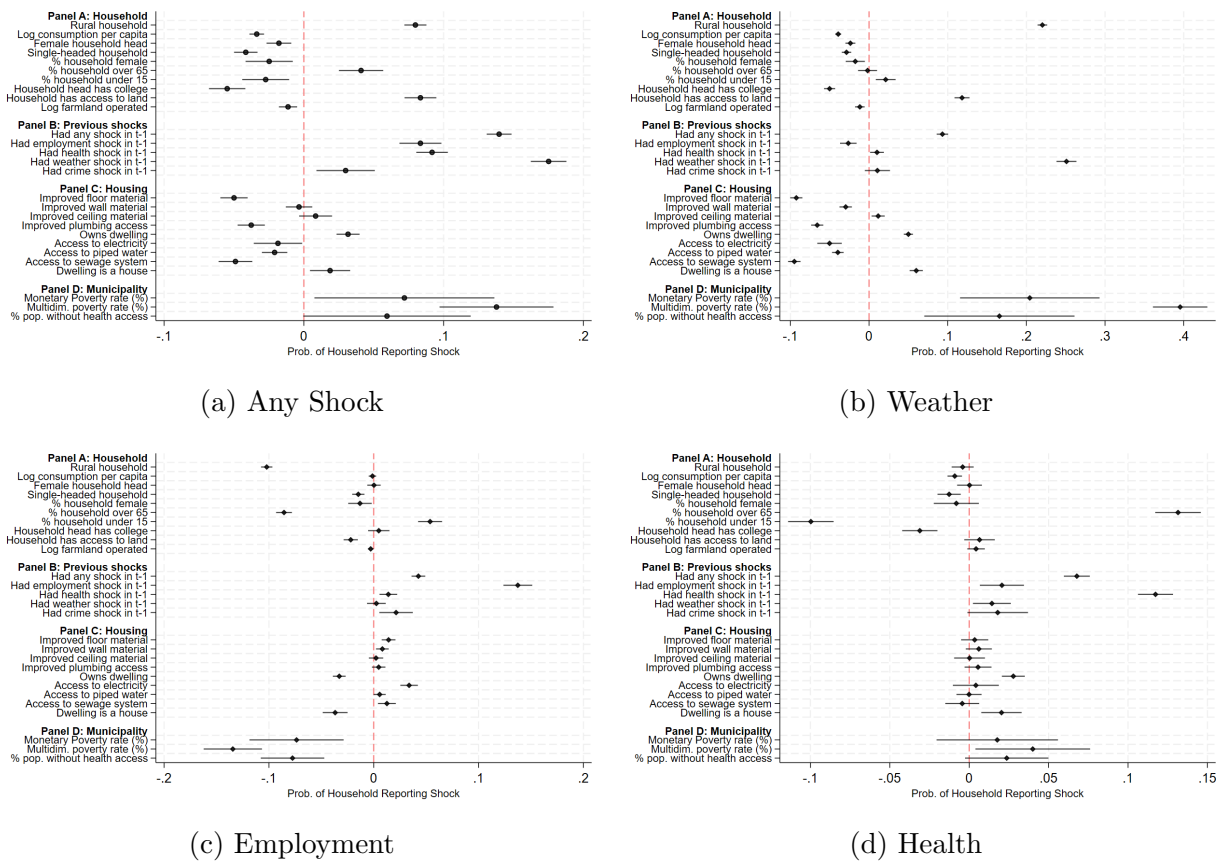 Panel A: Household
Rural household
Log consumption per capita
Female household head
Single-headed household
% household female
% household over 65
% household under 15
Household head has college
Household has access to land
Log farmland operated
Panel B: Previous shocks
Had any shock in t-1
Had employment shock in t-1
Had health shock in t-1
Had weather shock in t-1
Had crime shock in t-1
Panel C: Housing
Improved floor material
Improved wall material
Improved ceiling material
Improved plumbing access
Owns dwelling
Access to electricity
Access to piped water
Access to sewage system
Dwelling is a house
Panel D: Municipality
Monetary Poverty rate (%)
Multidim. poverty rate (%)
% pop. without health access
-.1 0 .1 .2
Prob. of Household Reporting Shock
(a) Any Shock
Panel A: Household
Rural household
Log consumption per capita
Female household head
Single-headed household
% household female
% household over 65
% household under 15
Household head has college
Household has access to land
Log farmland operated
Panel B: Previous shocks
Had any shock in t-1
Had employment shock in t-1
Had health shock in t-1
Had weather shock in t-1
Had crime shock in t-1
Panel C: Housing
Improved floor material
Improved wall material
Improved ceiling material
Improved plumbing access
Owns dwelling
Access to electricity
Access to piped water
Access to sewage system
Dwelling is a house
Panel D: Municipality
Monetary Poverty rate (%)
Multidim. poverty rate (%)
% pop. without health access
-.1 0 .1 .2 .3 .4
Prob. of Household Reporting Shock
(b) Weather
Panel A: Household
Rural household
Log consumption per capita
Female household head
Single-headed household
% household female
% household over 65
% household under 15
Household head has college
Household has access to land
Log farmland operated
Panel B: Previous shocks
Had any shock in t-1
Had employment shock in t-1
Had health shock in t-1
Had weather shock in t-1
Had crime shock in t-1
Panel C: Housing
Improved floor material
Improved wall material
Improved ceiling material
Improved plumbing access
Owns dwelling
Access to electricity
Access to piped water
Access to sewage system
Dwelling is a house
Panel D: Municipality
Monetary Poverty rate (%)
Multidim. poverty rate (%)
% pop. without health access
-.2 -.1 0 .1 .2
Prob. of Household Reporting Shock
(c) Employment
Panel A: Household
Rural household
Log consumption per capita
Female household head
Single-headed household
% household female
% household over 65
% household under 15
Household head has college
Household has access to land
Log farmland operated
Panel B: Previous shocks
Had any shock in t-1
Had employment shock in t-1
Had health shock in t-1
Had weather shock in t-1
Had crime shock in t-1
Panel C: Housing
Improved floor material
Improved wall material
Improved ceiling material
Improved plumbing access
Owns dwelling
Access to electricity
Access to piped water
Access to sewage system
Dwelling is a house
Panel D: Municipality
Monetary Poverty rate (%)
Multidim. poverty rate (%)
% pop. without health access
-.1 -.05 0 .05 .1 .15
Prob. of Household Reporting Shock
(d) Health